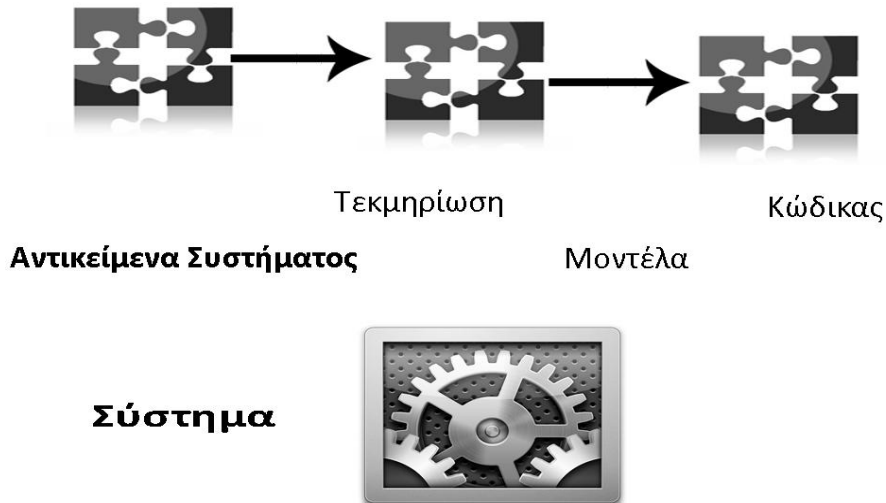 Τεκμηρίωση
Κώδικας
Αντικείμενα Συστήματος
Μοντέλα
Σύστημα